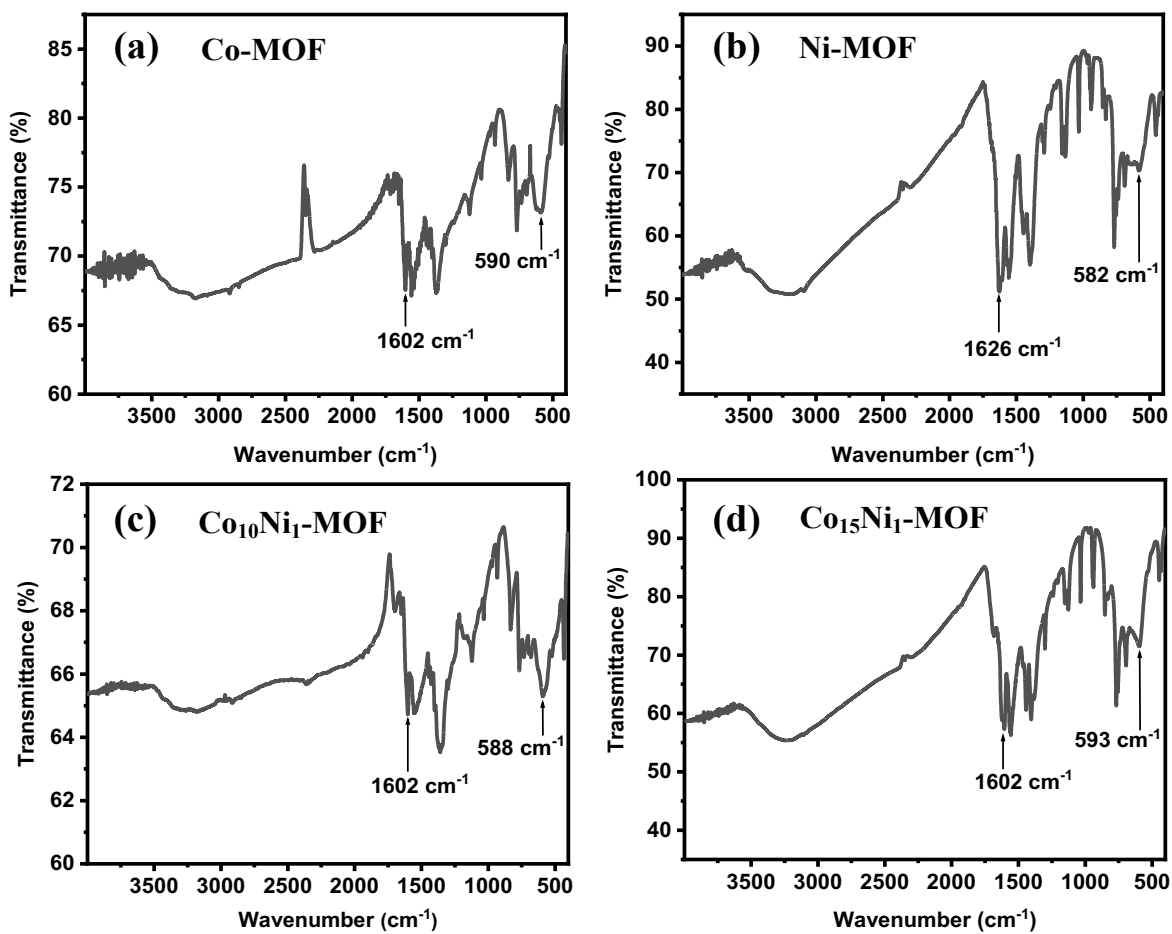 (a) Co-MOF
85
80
75
70
65
60
Transmittance (%)
590 cm⁻¹
1602 cm⁻¹
3500 3000 2500 2000 1500 1000 500
Wavenumber (cm⁻¹)
(b) Ni-MOF
90
80
70
60
50
40
Transmittance (%)
582 cm⁻¹
1626 cm⁻¹
3500 3000 2500 2000 1500 1000 500
Wavenumber (cm⁻¹)
(c) Co₁₀Ni₁-MOF
72
70
68
66
64
62
60
Transmittance (%)
588 cm⁻¹
1602 cm⁻¹
3500 3000 2500 2000 1500 1000 500
Wavenumber (cm⁻¹)
(d) Co₁₅Ni₁-MOF
100
90
80
70
60
50
40
Transmittance (%)
593 cm⁻¹
1602 cm⁻¹
3500 3000 2500 2000 1500 1000 500
Wavenumber (cm⁻¹)